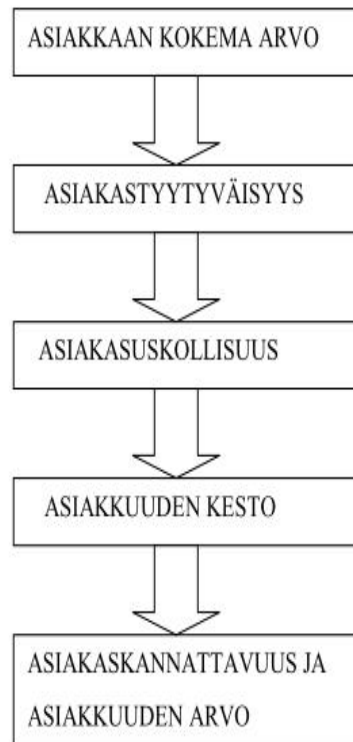 ASIAKKAAN KOKEMA ARVO
ASIAKASTYYTYVÄISYYS
ASIAKASUSKOLLISUUS
ASIAKKUUDEN KESTO
ASIAKASKANNATTAVUUS JA
ASIAKKUUDEN ARVO